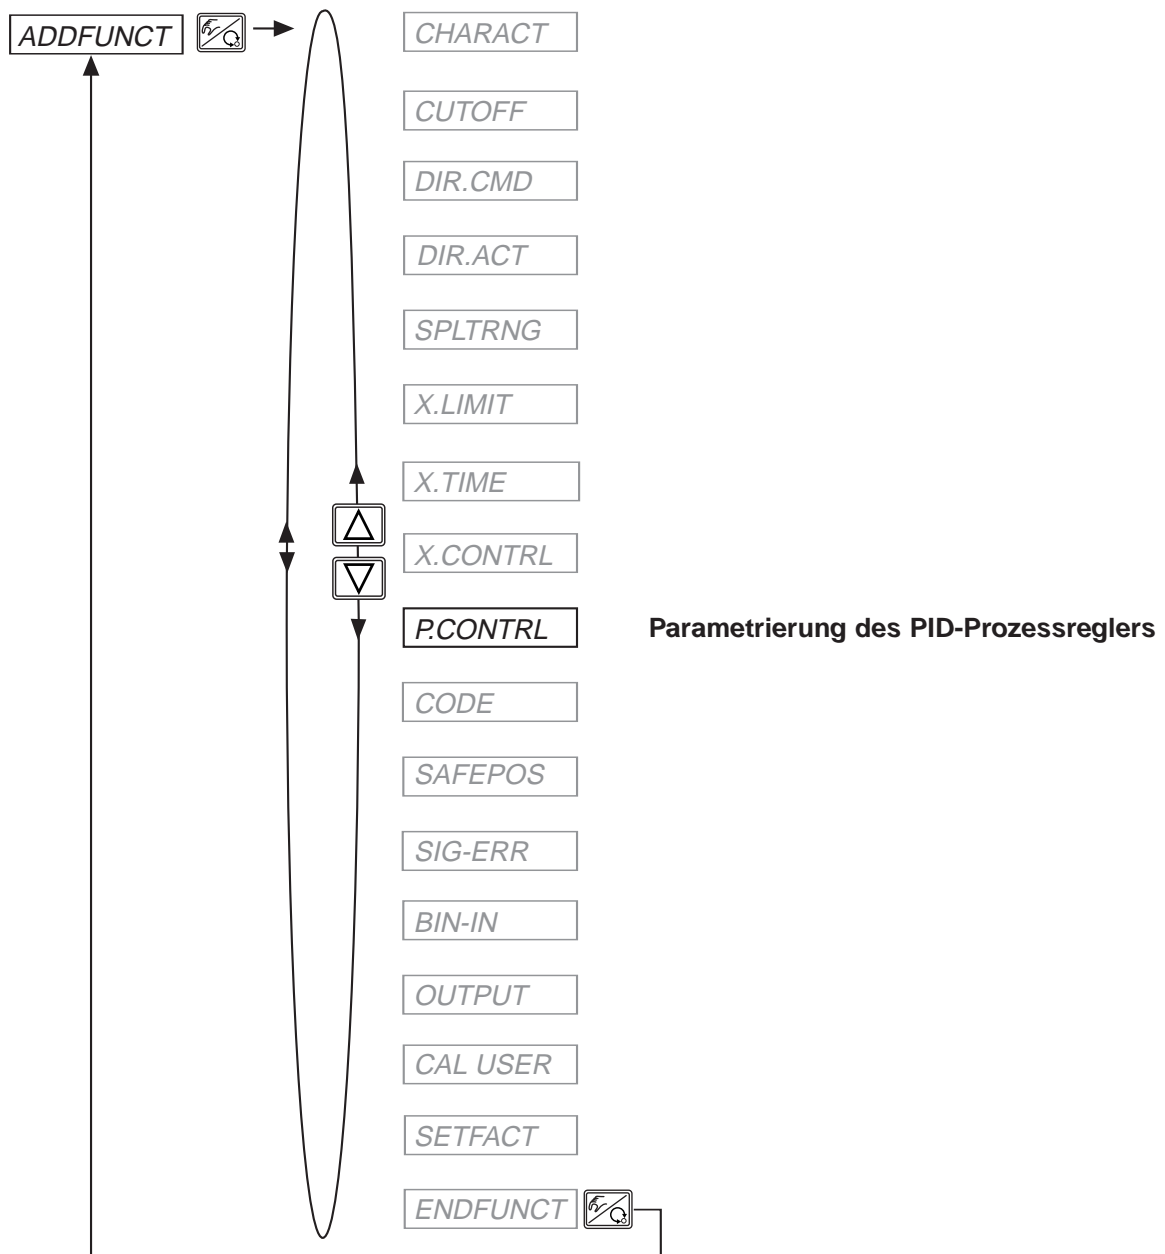 ADDFUNCT
CHARACT
CUTOFF
DIR.CMD
DIR.ACT
SPLTRNG
X.LIMIT
X.TIME
X.CONTRL
P.CONTRL Parametrierung des PID-Prozessreglers
CODE
SAFEPOS
SIG-ERR
BIN-IN
OUTPUT
CAL USER
SETFACT
ENDFUNCT